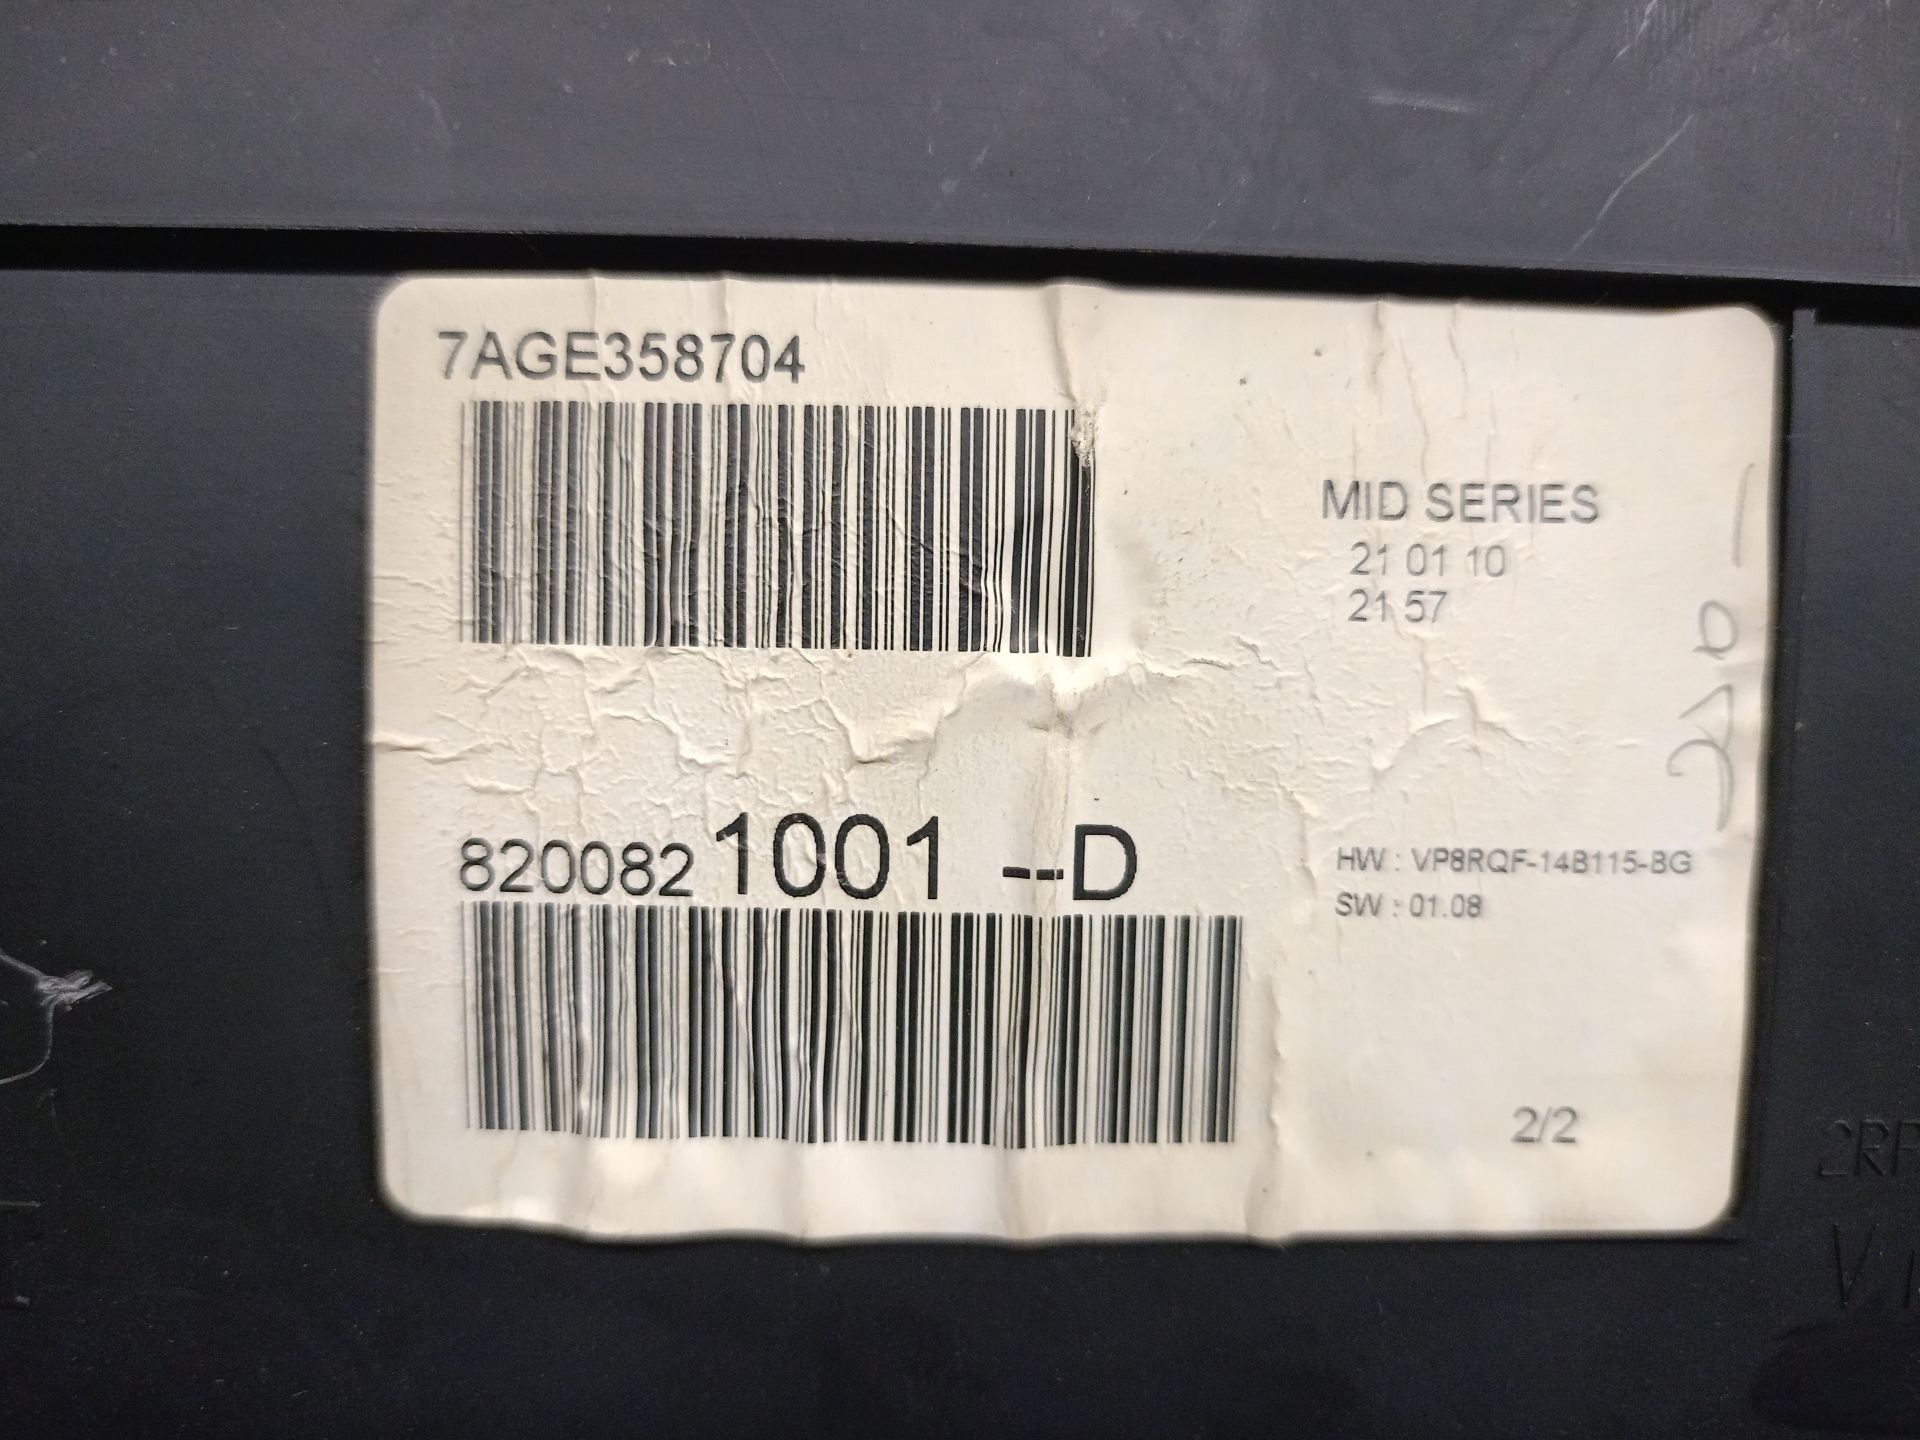 7AGE358704
MID SERIES
21 01 10
21 57
8200821001 --D
HW : VP8RQF-14B115-BG
SW : 01.08
2/2